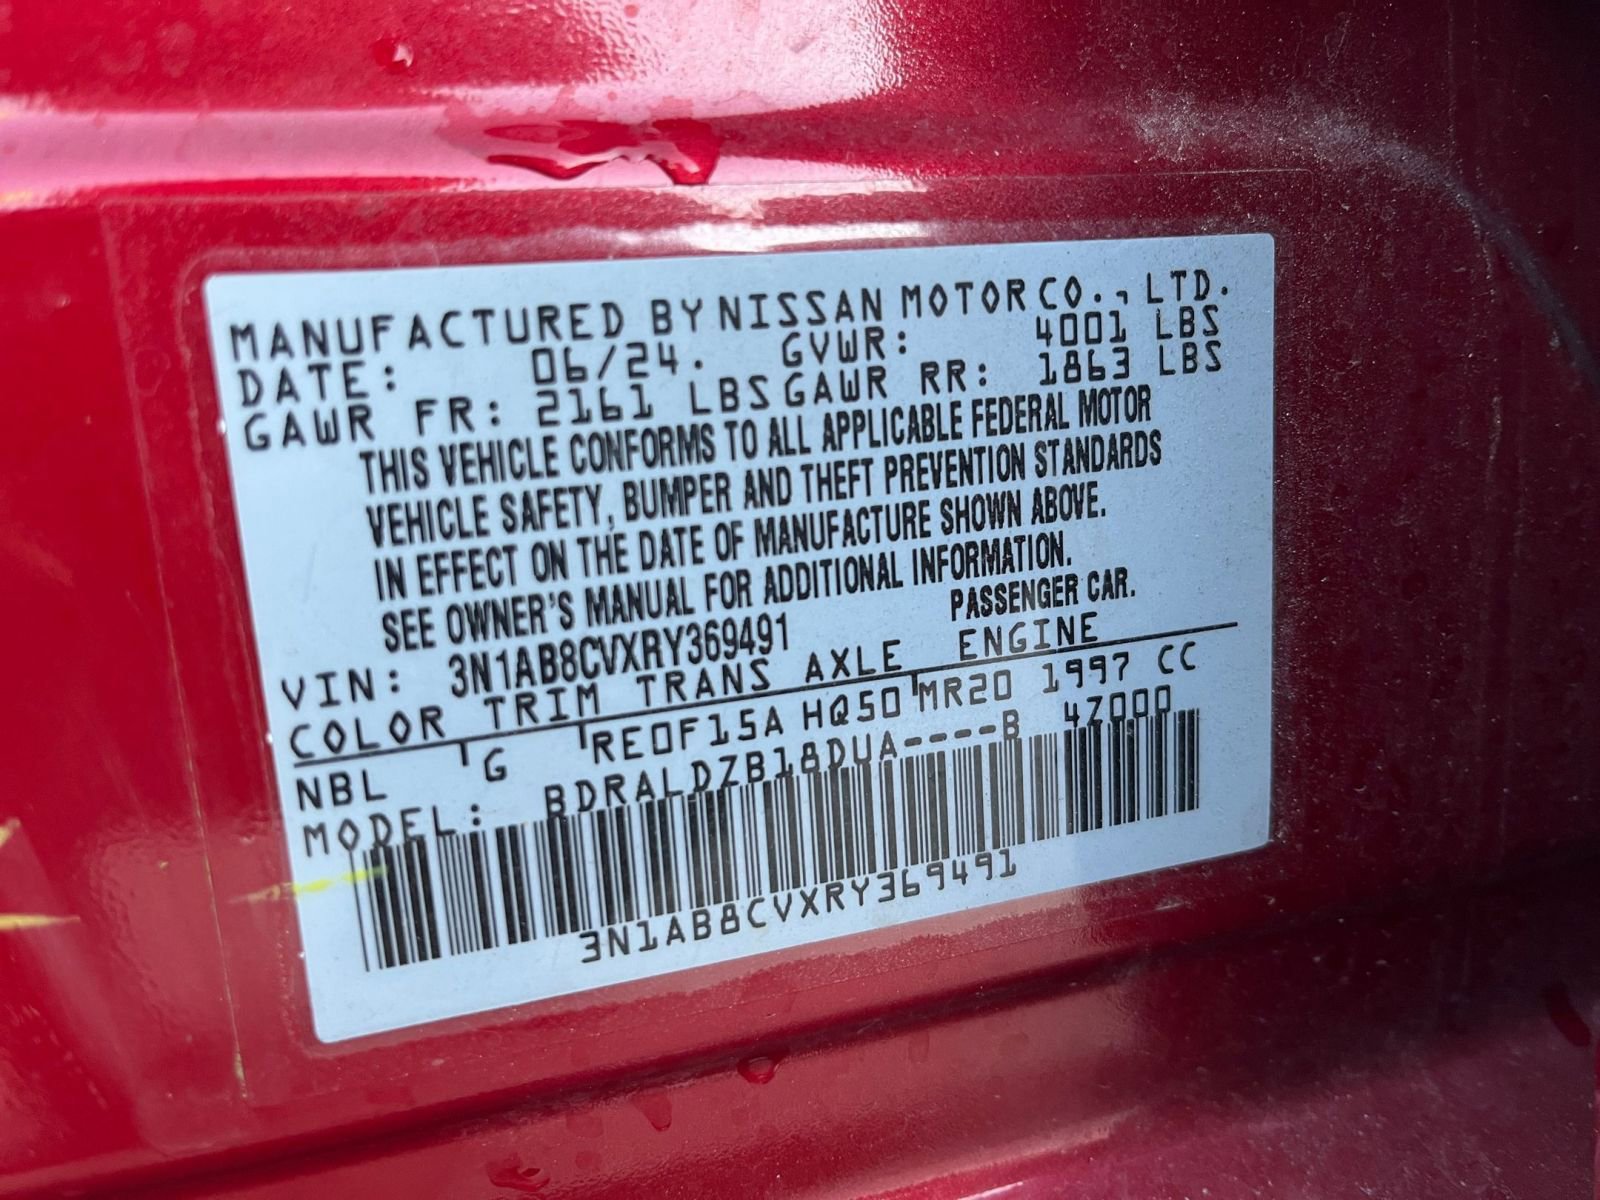 MANUFACTURED BY NISSAN MOTOR CO., LTD.
DATE: 06/24. GVWR: 4001 LBS
GAWR FR: 2161 LBS GAWR RR: 1863 LBS
THIS VEHICLE CONFORMS TO ALL APPLICABLE FEDERAL MOTOR
VEHICLE SAFETY, BUMPER AND THEFT PREVENTION STANDARDS
IN EFFECT ON THE DATE OF MANUFACTURE SHOWN ABOVE.
SEE OWNER'S MANUAL FOR ADDITIONAL INFORMATION.
VIN: 3N1AB8CVXRY369491 PASSENGER CAR.
COLOR TRIM TRANS AXLE ENGINE
NBL G RE0F15A HQ50 MR20 1997 CC
MODEL: BDRALDZB18DUA----B 4Z000
3N1AB8CVXRY369491